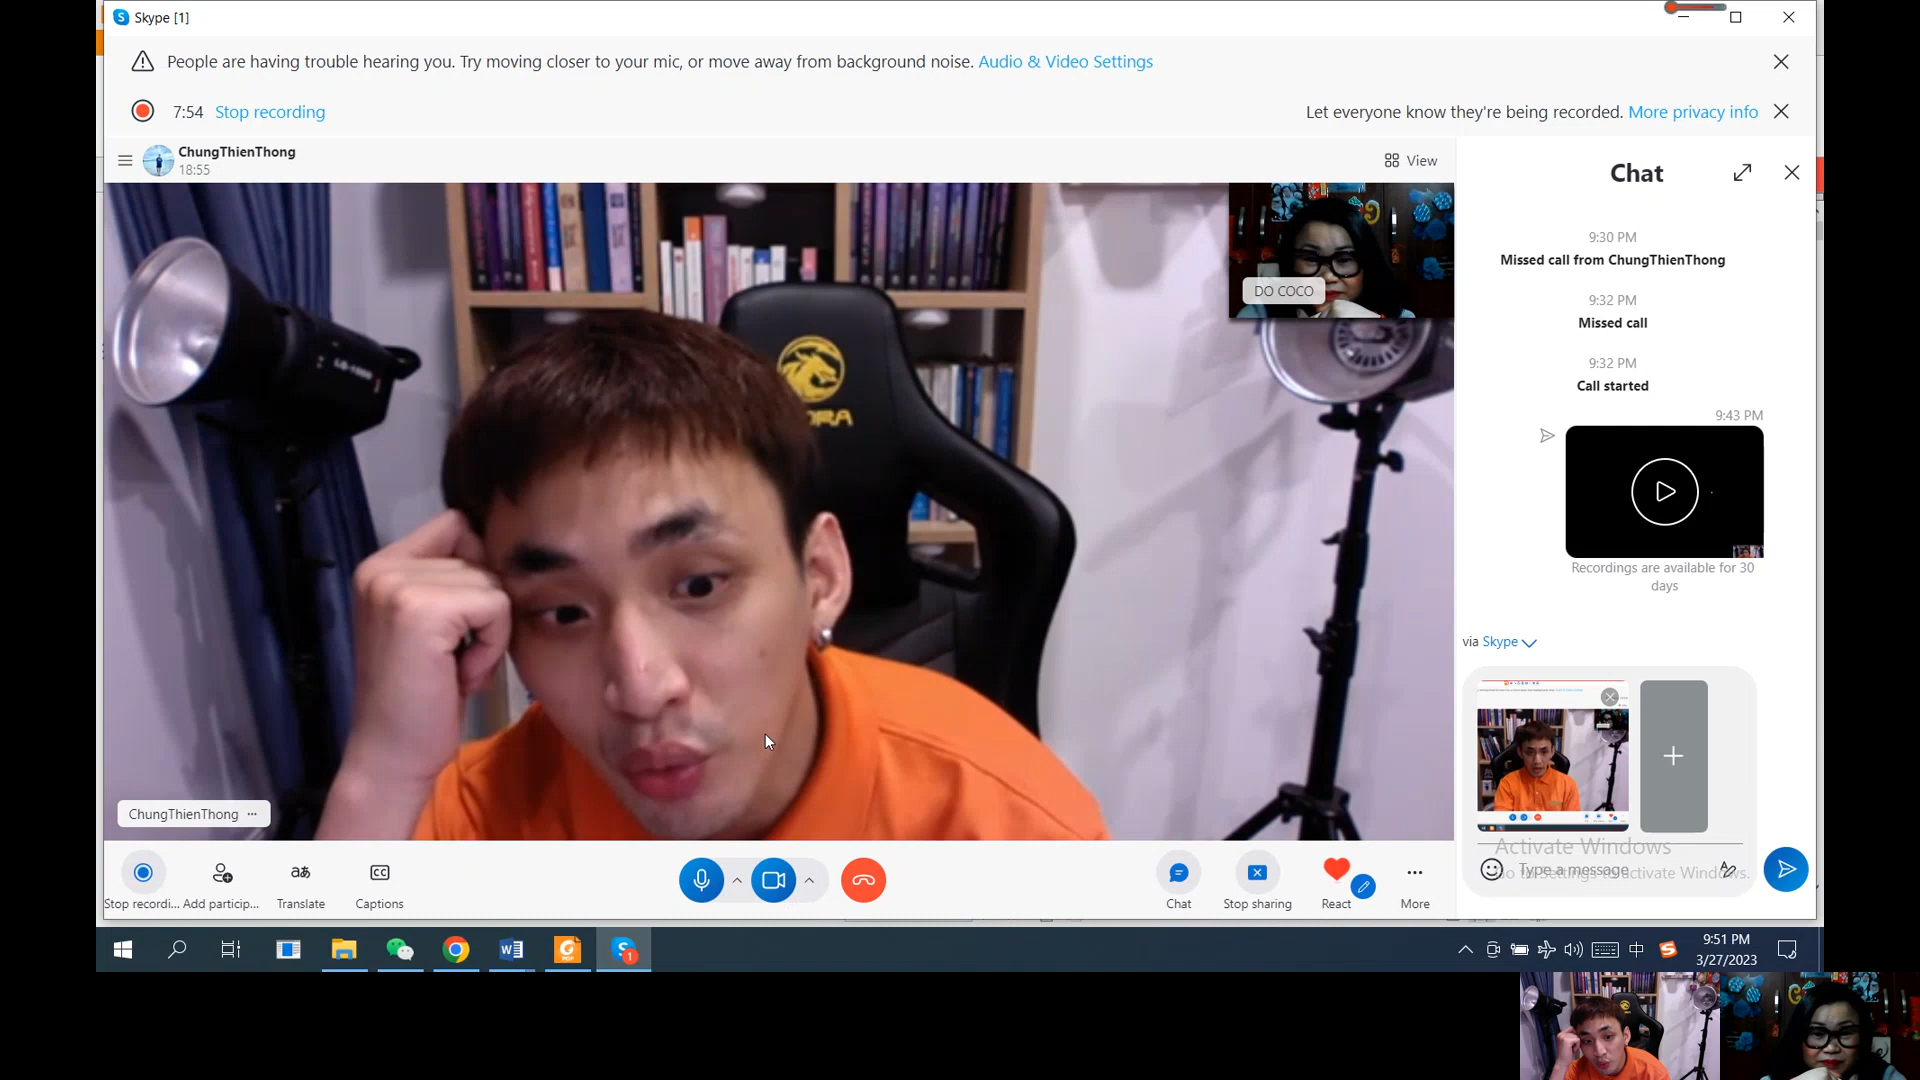 Skype [1]
People are having trouble hearing you. Try moving closer to your mic, or move away from background noise. Audio & Video Settings
7:54 Stop recording
Let everyone know they're being recorded. More privacy info
ChungThienThong
18:55
View
Chat
DO COCO
9:30 PM
Missed call from ChungThienThong
9:32 PM
Missed call
9:32 PM
Call started
9:43 PM
Recordings are available for 30
days
via Skype
ChungThienThong ...
Activate Windows
Type a message
Stop recordi...
Add particip...
Translate
Captions
Chat
Stop sharing
React
More
9:51 PM
3/27/2023
中